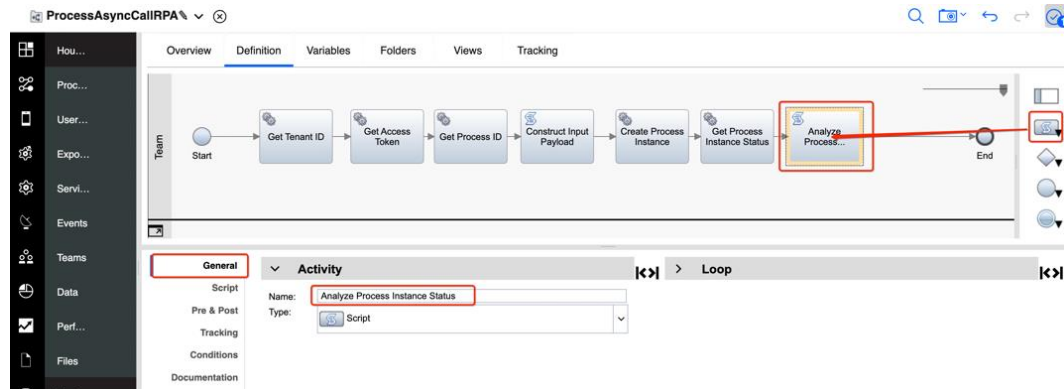 ProcessAsyncCallRPA
Hou...
Proc...
User...
Expo...
Servi...
Events
Teams
Data
Perf...
Files
Overview Definition Variables Folders Views Tracking
Team
Start
Get Tenant ID
Get Access
Token
Get Process ID
Construct Input
Payload
Create Process
Instance
Get Process
Instance Status
Analyze
Process...
End
General
Script
Pre & Post
Tracking
Conditions
Documentation
Activity
Name: Analyze Process Instance Status
Type: Script
Loop